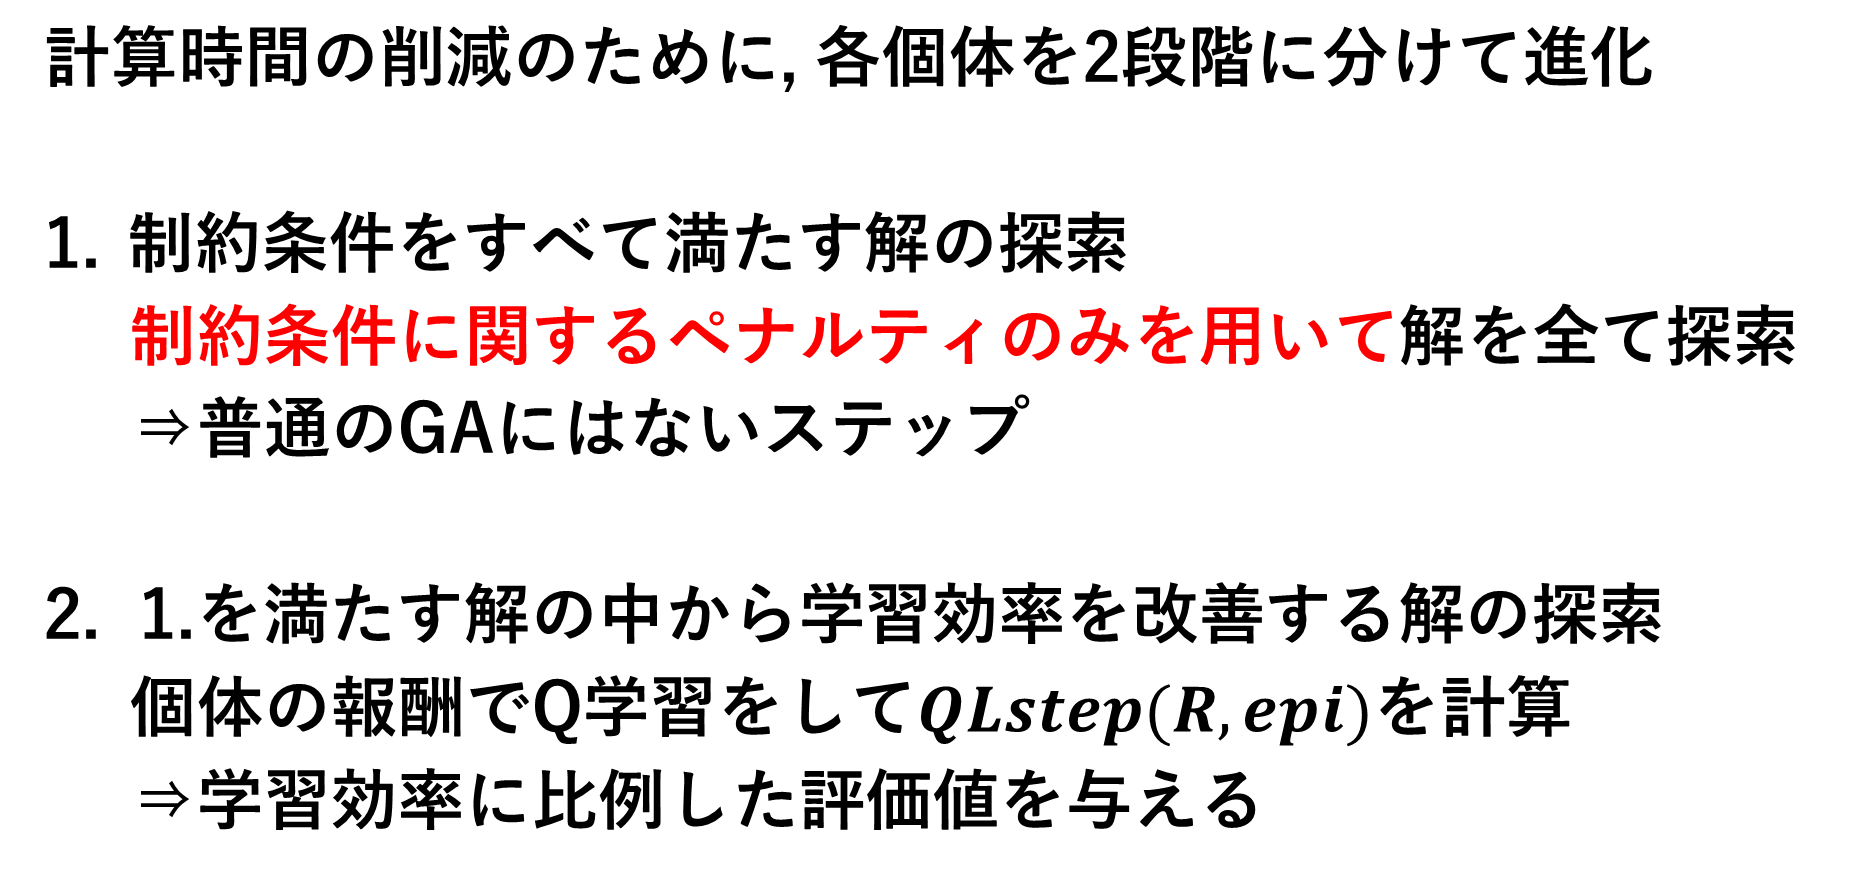 計算時間の削減のために, 各個体を2段階に分けて進化
1. 制約条件をすべて満たす解の探索
制約条件に関するペナルティのみを用いて解を全て探索
⇒普通のGAにはないステップ
2. 1.を満たす解の中から学習効率を改善する解の探索
個体の報酬でQ学習をしてQLstep(R, epi)を計算
⇒学習効率に比例した評価値を与える